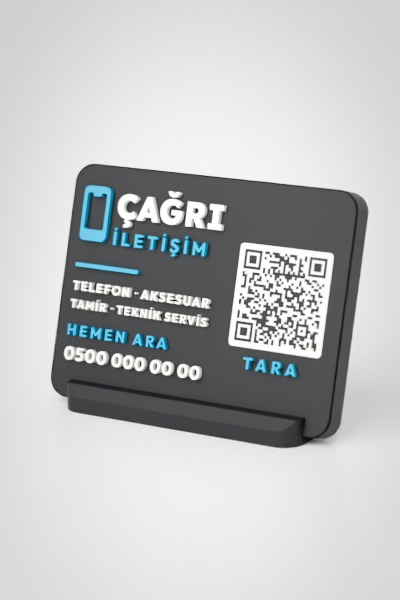 ÇAĞRI
İLETİŞİM
TELEFON - AKSESUAR
TAMİR - TEKNİK SERVİS
HEMEN ARA
0500 000 00 00
TARA